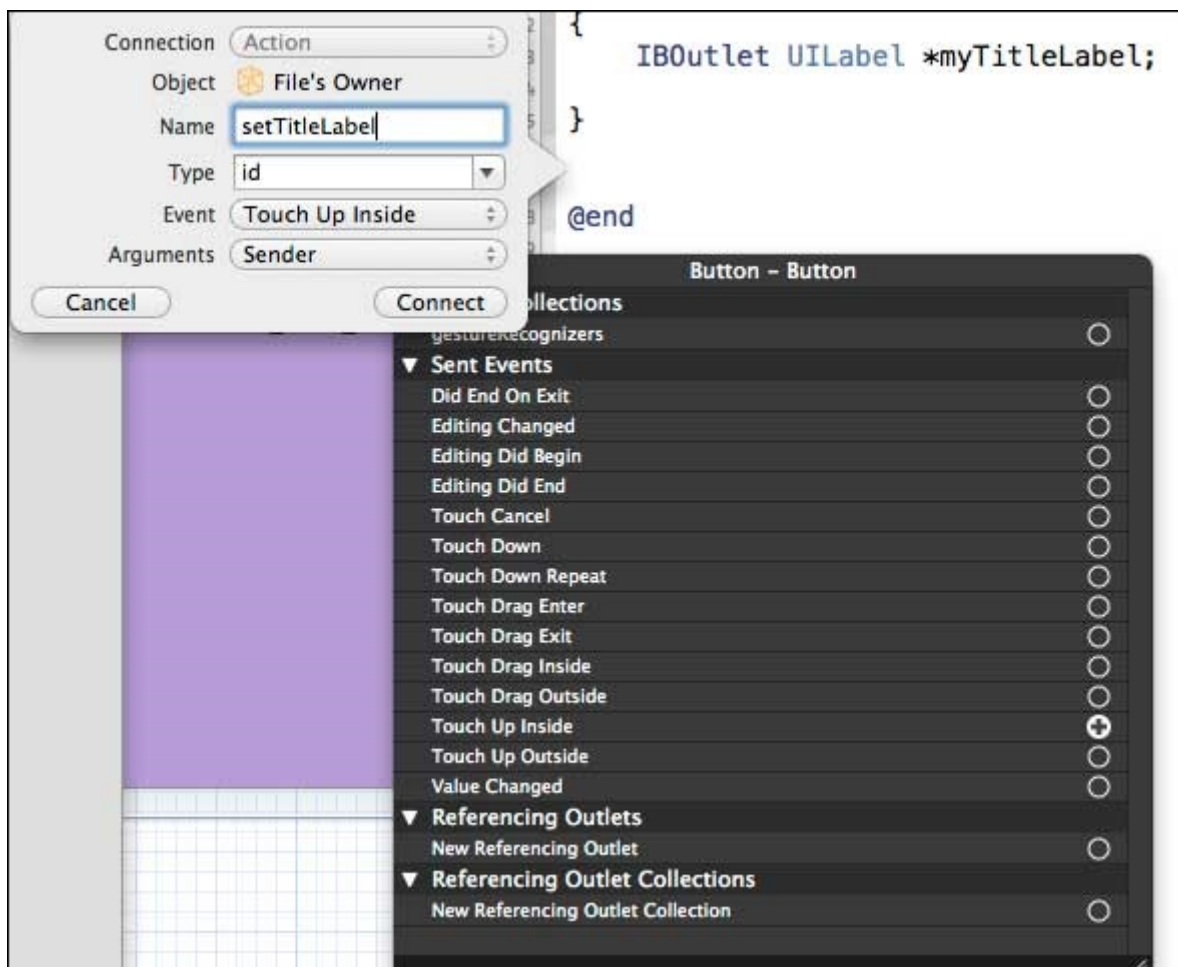 Connection Action
Object File's Owner
Name setTitleLabel
Type id
Event Touch Up Inside
Arguments Sender
Cancel Connect
{
IBOutlet UILabel *myTitleLabel;
}
@end
Button – Button
gestureRecognizers
▼ Sent Events
Did End On Exit
Editing Changed
Editing Did Begin
Editing Did End
Touch Cancel
Touch Down
Touch Down Repeat
Touch Drag Enter
Touch Drag Exit
Touch Drag Inside
Touch Drag Outside
Touch Up Inside
Touch Up Outside
Value Changed
▼ Referencing Outlets
New Referencing Outlet
▼ Referencing Outlet Collections
New Referencing Outlet Collection